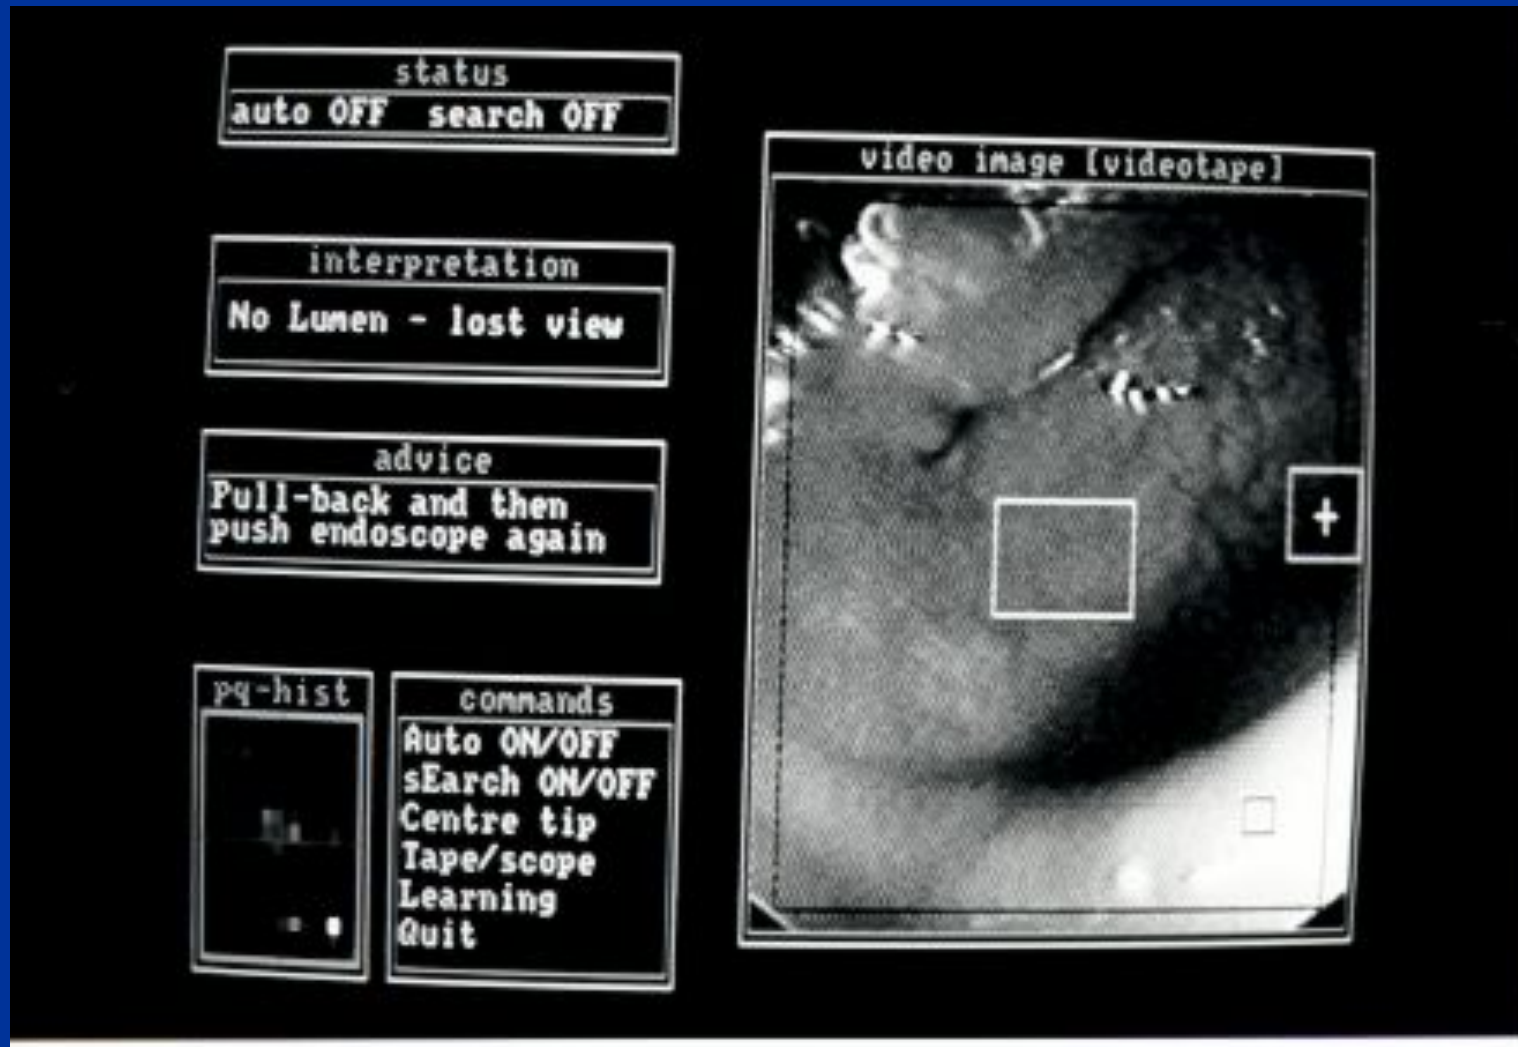 status
auto OFF search OFF
interpretation
No Lumen - lost view
advice
Pull-back and then
push endoscope again
pq-hist
commands
Auto ON/OFF
sEarch ON/OFF
Centre tip
Tape/scope
Learning
Quit
video image [videotape]